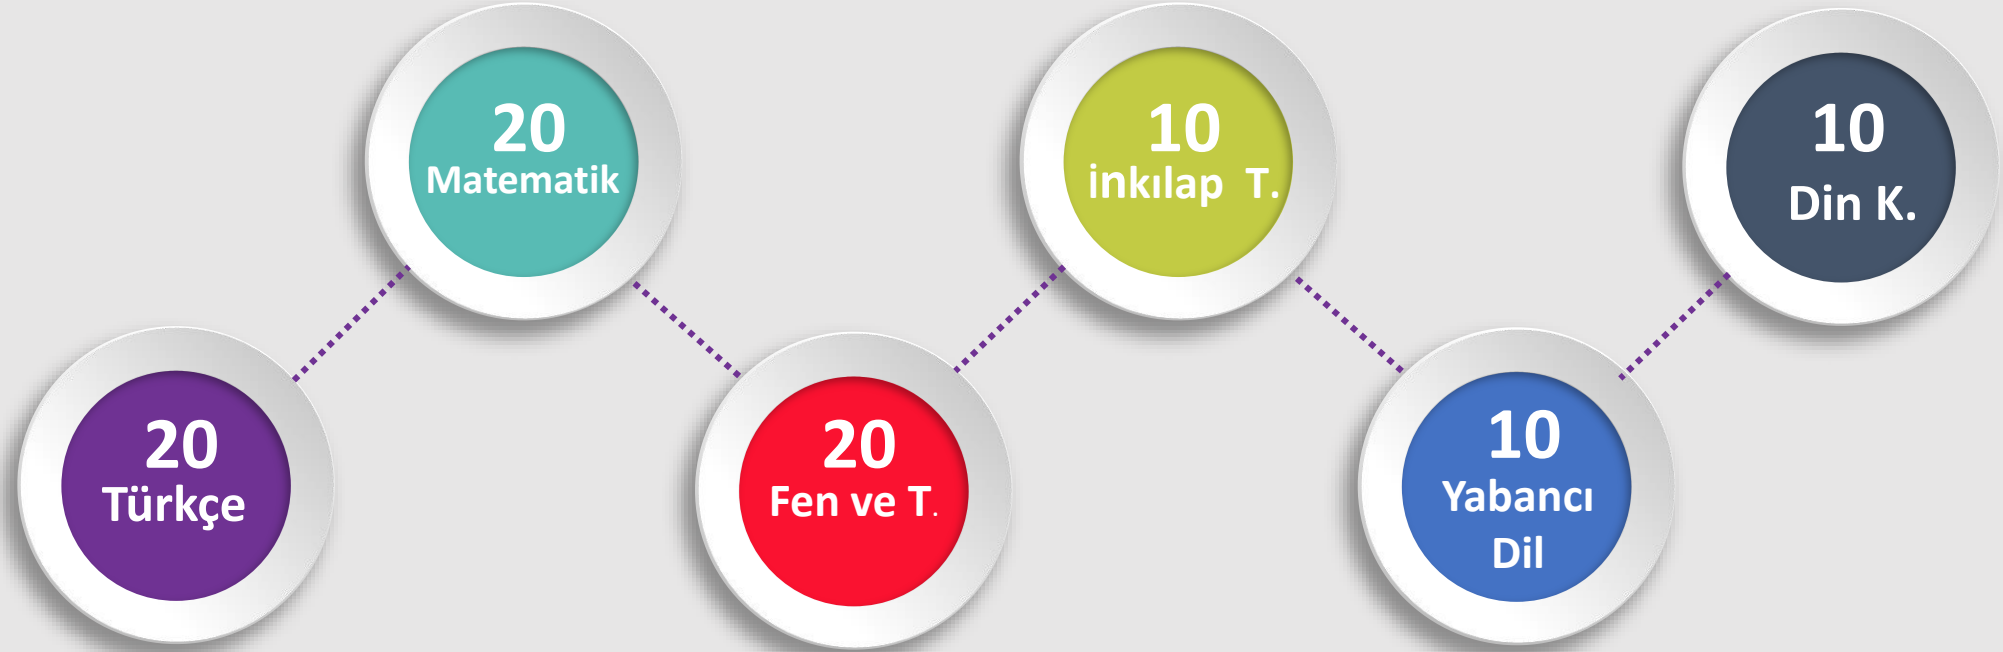 20
Türkçe
20
Matematik
20
Fen ve T.
10
inkılap  T.
10
Yabancı
Dil
10
Din K.